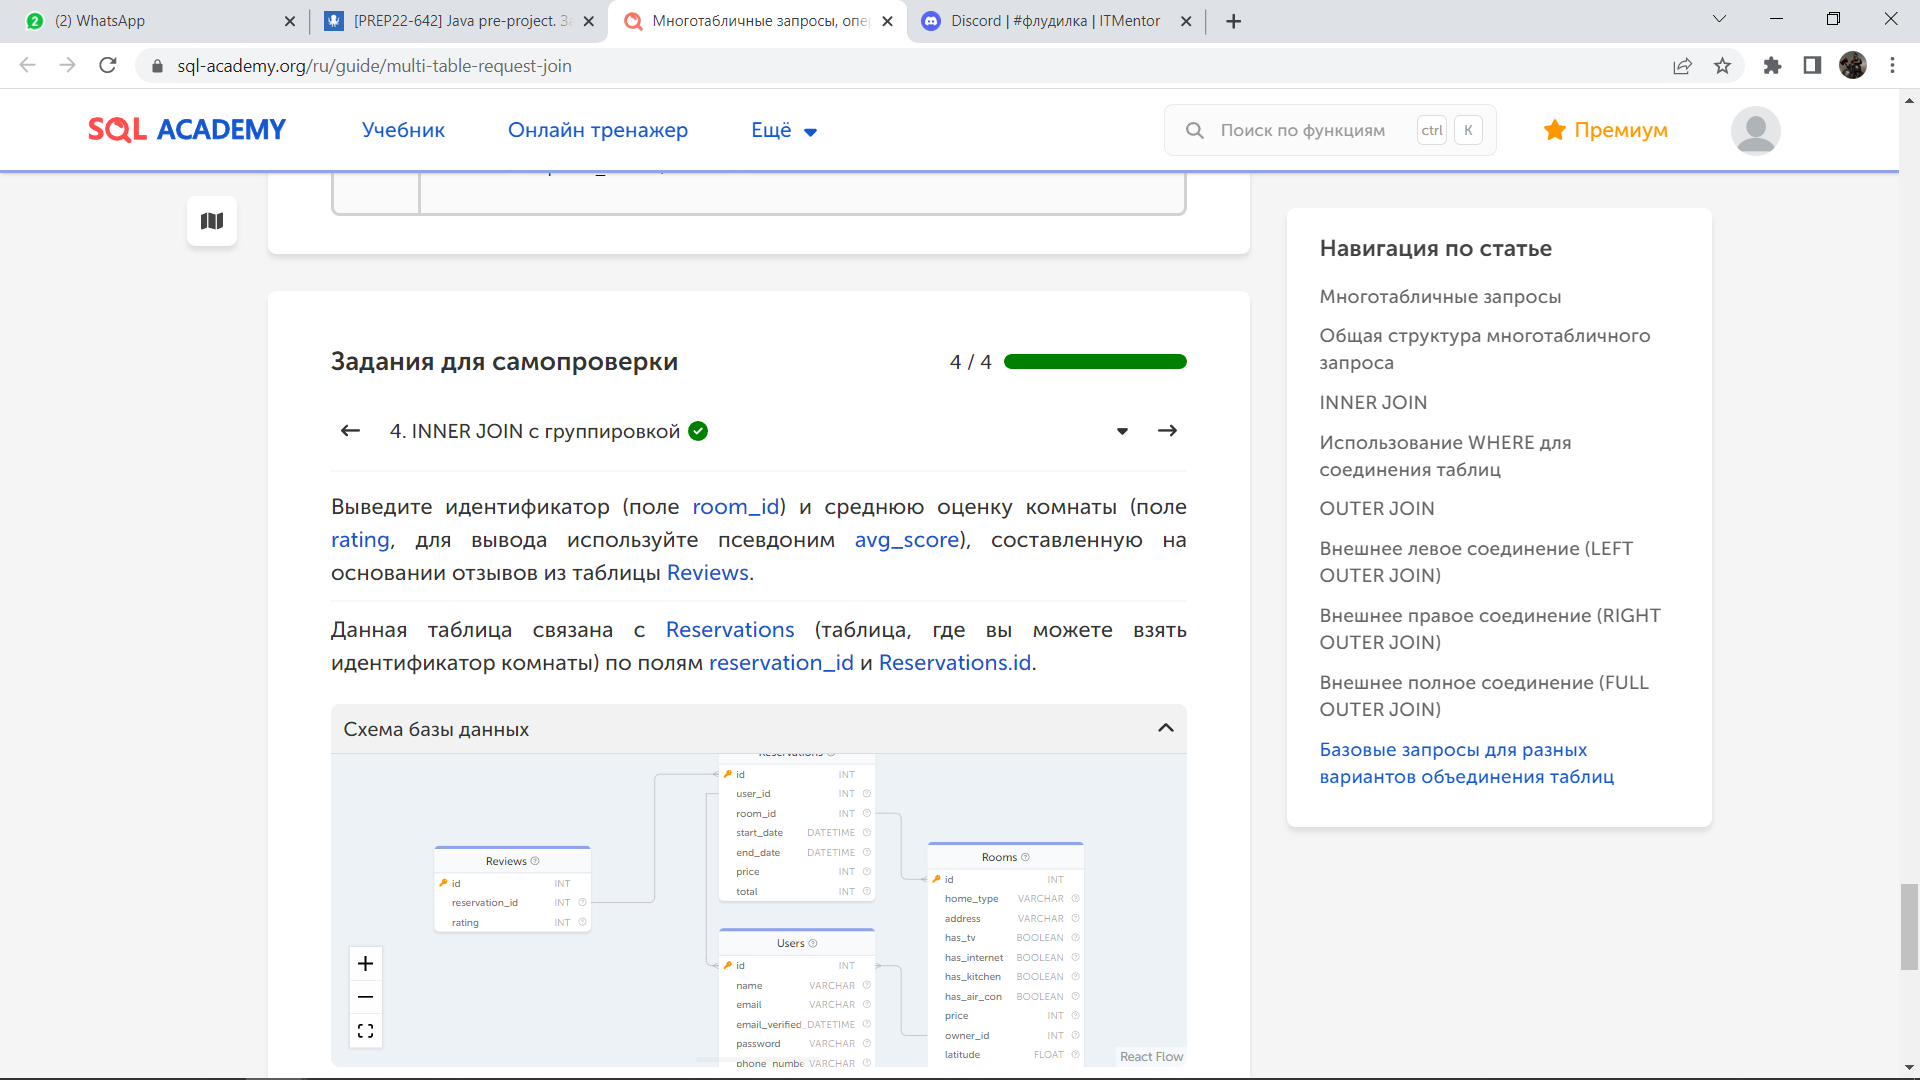 (2) WhatsApp
[PREP22-642] Java pre-project. За
Многотабличные запросы, опе
Discord | #флудилка | ITMentor
sql-academy.org/ru/guide/multi-table-request-join
SQL ACADEMY
Учебник
Онлайн тренажер
Ещё
Поиск по функциям
ctrl
K
Премиум
Задания для самопроверки
4 / 4
4. INNER JOIN с группировкой
Выведите идентификатор (поле room_id) и среднюю оценку комнаты (поле
rating, для вывода используйте псевдоним avg_score), составленную на
основании отзывов из таблицы Reviews.
Данная таблица связана с Reservations (таблица, где вы можете взять
идентификатор комнаты) по полям reservation_id и Reservations.id.
Схема базы данных
Reservations
id INT
user_id INT
room_id INT
start_date DATETIME
end_date DATETIME
price INT
total INT
Reviews
id INT
reservation_id INT
rating INT
Users
id INT
name VARCHAR
email VARCHAR
email_verified_ DATETIME
password VARCHAR
phone_numbe VARCHAR
Rooms
id INT
home_type VARCHAR
address VARCHAR
has_tv BOOLEAN
has_internet BOOLEAN
has_kitchen BOOLEAN
has_air_con BOOLEAN
price INT
owner_id INT
latitude FLOAT
React Flow
Навигация по статье
Многотабличные запросы
Общая структура многотабличного
запроса
INNER JOIN
Использование WHERE для
соединения таблиц
OUTER JOIN
Внешнее левое соединение (LEFT
OUTER JOIN)
Внешнее правое соединение (RIGHT
OUTER JOIN)
Внешнее полное соединение (FULL
OUTER JOIN)
Базовые запросы для разных
вариантов объединения таблиц